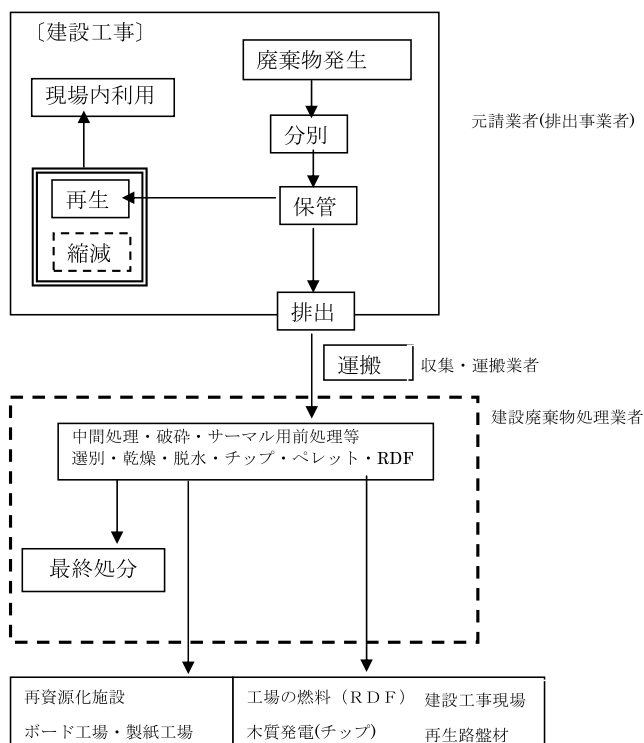 〔建設工事〕
廃棄物発生
現場内利用
元請業者(排出事業者)
分別
再生
保管
縮減
排出
運搬
収集・運搬業者
建設廃棄物処理業者
中間処理・破砕・サーマル用前処理等
選別・乾燥・脱水・チップ・ペレット・RDF
最終処分
再資源化施設
ボード工場・製紙工場
工場の燃料（ＲＤＦ）
木質発電(チップ)
建設工事現場
再生路盤材